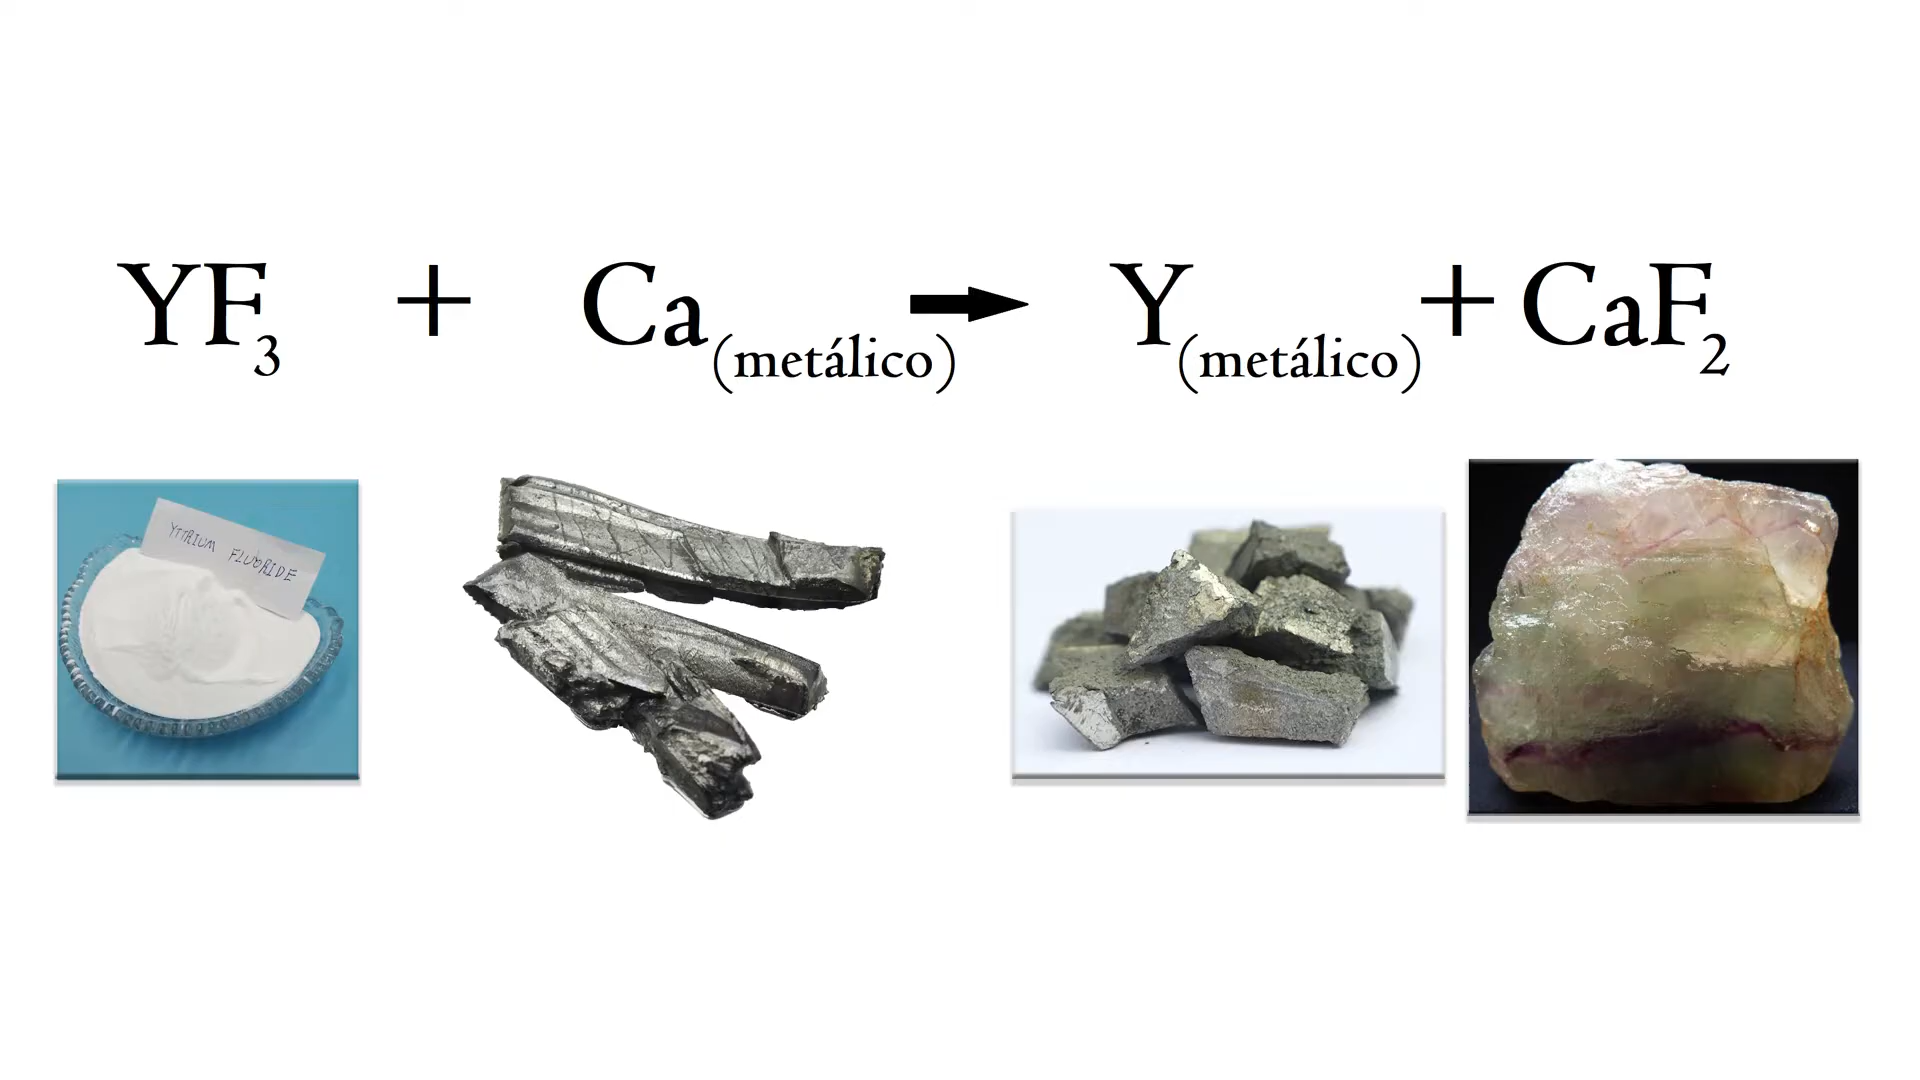 YF₃ + Ca(metálico) → Y(metálico) + CaF₂
YTTRIUM FLUORIDE